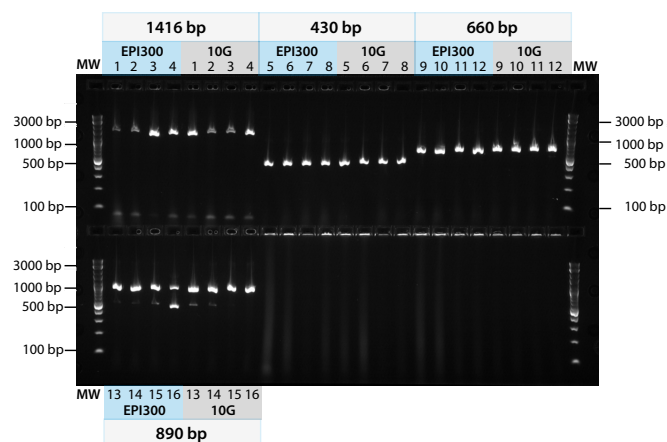 1416 bp 430 bp 660 bp
EPI300 10G EPI300 10G EPI300 10G
MW 1 2 3 4 1 2 3 4 5 6 7 8 5 6 7 8 9 10 11 12 9 10 11 12 MW
3000 bp 3000 bp
1000 bp 1000 bp
500 bp 500 bp
100 bp 100 bp
3000 bp
1000 bp
500 bp
100 bp
MW 13 14 15 16 13 14 15 16 MW
EPI300 10G
890 bp